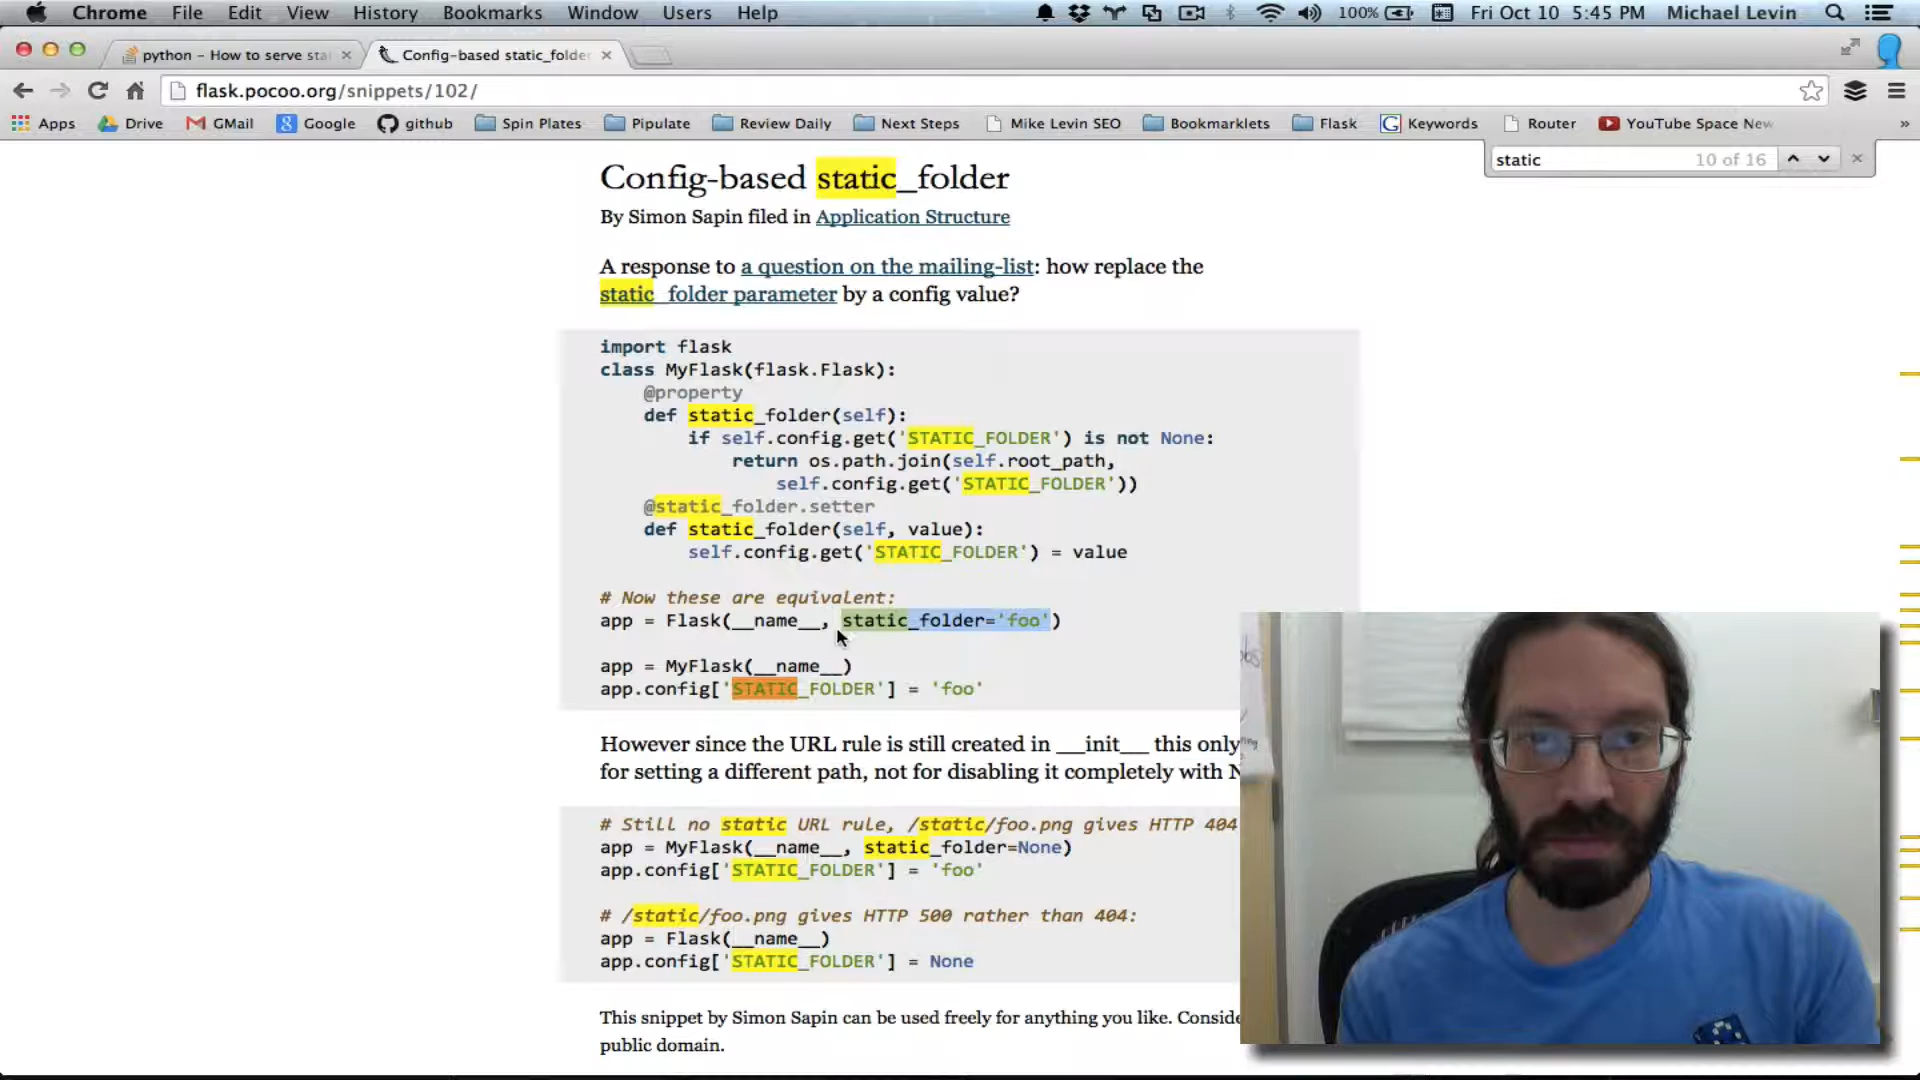 Chrome File Edit View History Bookmarks Window Users Help 100% Fri Oct 10 5:45 PM Michael Levin
python - How to serve sta
Config-based static_folde
flask.pocoo.org/snippets/102/
Apps Drive GMail Google github Spin Plates Pipulate Review Daily Next Steps Mike Levin SEO Bookmarklets Flask Keywords Router YouTube Space New »
static 10 of 16
Config-based static_folder
By Simon Sapin filed in Application Structure
A response to a question on the mailing-list: how replace the
static_folder parameter by a config value?
import flask
class MyFlask(flask.Flask):
@property
def static_folder(self):
if self.config.get('STATIC_FOLDER') is not None:
return os.path.join(self.root_path,
self.config.get('STATIC_FOLDER'))
@static_folder.setter
def static_folder(self, value):
self.config.get('STATIC_FOLDER') = value
# Now these are equivalent:
app = Flask(__name__, static_folder='foo')
app = MyFlask(__name__)
app.config['STATIC_FOLDER'] = 'foo'
However since the URL rule is still created in __init__ this only
for setting a different path, not for disabling it completely with N
# Still no static URL rule, /static/foo.png gives HTTP 404
app = MyFlask(__name__, static_folder=None)
app.config['STATIC_FOLDER'] = 'foo'
# /static/foo.png gives HTTP 500 rather than 404:
app = Flask(__name__)
app.config['STATIC_FOLDER'] = None
This snippet by Simon Sapin can be used freely for anything you like. Conside
public domain.